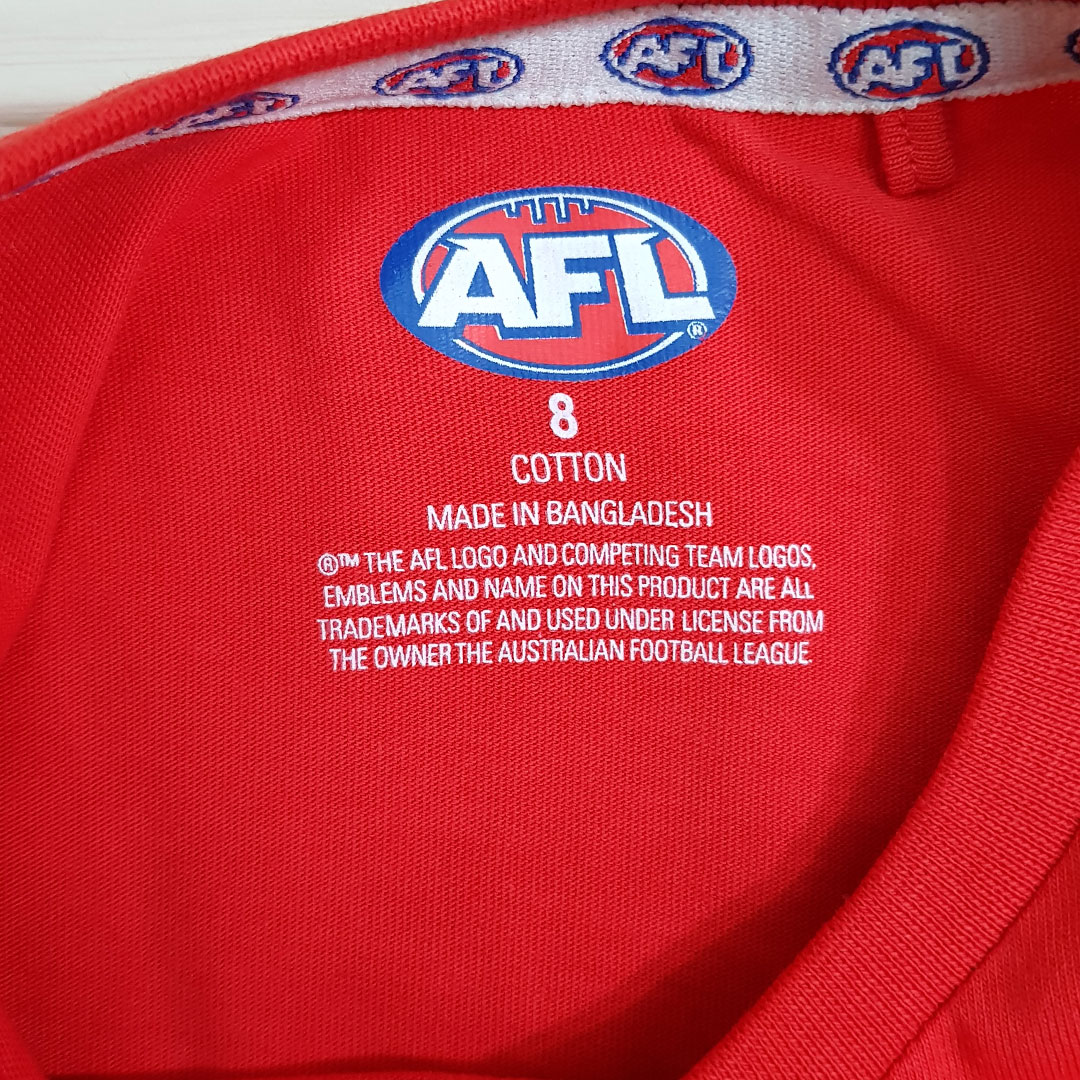 AFL AFL AFL AFL
AFL®
8
COTTON
MADE IN BANGLADESH
®™ THE AFL LOGO AND COMPETING TEAM LOGOS,
EMBLEMS AND NAME ON THIS PRODUCT ARE ALL
TRADEMARKS OF AND USED UNDER LICENSE FROM
THE OWNER THE AUSTRALIAN FOOTBALL LEAGUE